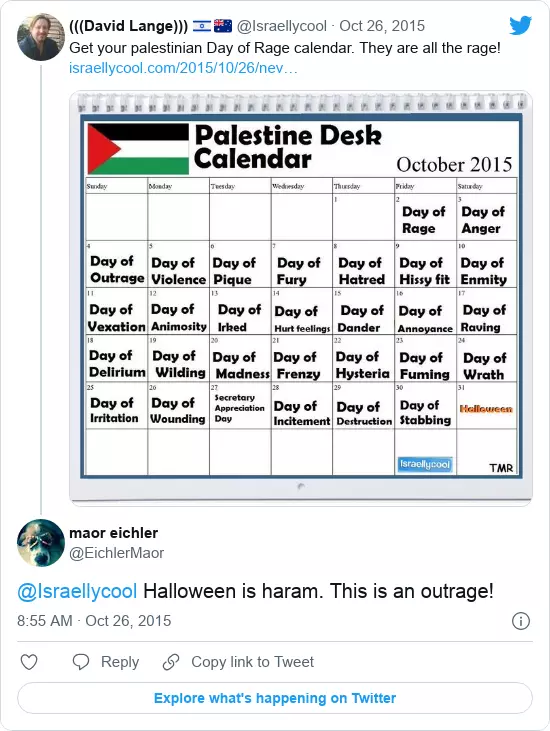 (((David Lange))) 🇮🇱 🇦🇺 @Israellycool · Oct 26, 2015
Get your palestinian Day of Rage calendar. They are all the rage!
israellycool.com/2015/10/26/nev…
Palestine Desk
Calendar
October 2015
Sunday Monday Tuesday Wednesday Thursday Friday Saturday
1 2 3
Day of Day of
Rage Anger
4 5 6 7 8 9 10
Day of Day of Day of Day of Day of Day of Day of
Outrage Violence Pique Fury Hatred Hissy fit Enmity
11 12 13 14 15 16 17
Day of Day of Day of Day of Day of Day of Day of
Vexation Animosity Irked Hurt feelings Dander Annoyance Raving
18 19 20 21 22 23 24
Day of Day of Day of Day of Day of Day of Day of
Delirium Wilding Madness Frenzy Hysteria Fuming Wrath
25 26 27 28 29 30 31
Day of Day of Secretary Day of Day of Day of Halloween
Irritation Wounding Appreciation Incitement Destruction Stabbing
Day
Israellycool TMR
maor eichler
@EichlerMaor
@Israellycool Halloween is haram. This is an outrage!
8:55 AM · Oct 26, 2015
Reply Copy link to Tweet
Explore what's happening on Twitter